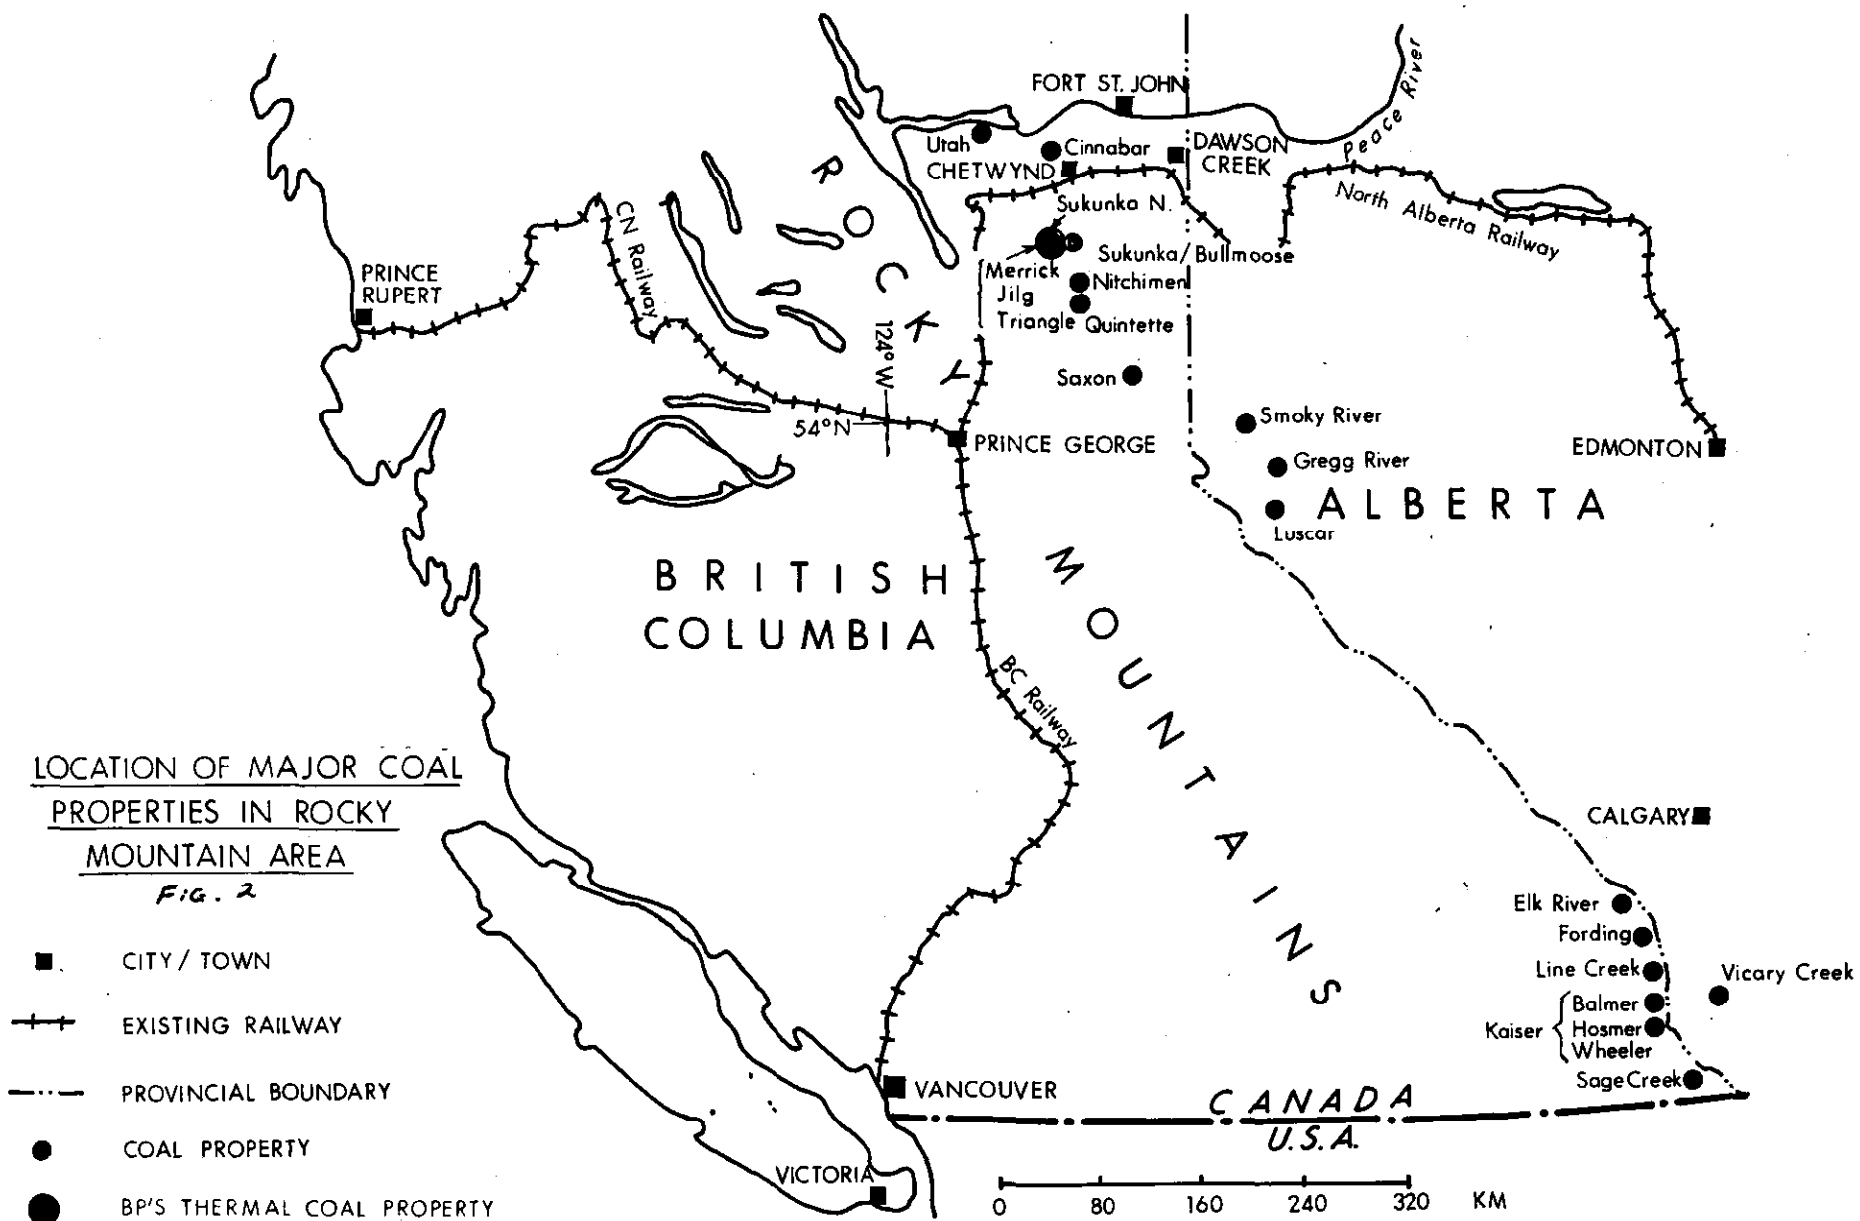 FORT ST. JOHN
Peace River
Utah
Cinnabar
CHETWYND
DAWSON
CREEK
North Alberta Railway
Sukunka N.
Sukunka/Bullmoose
Merrick
Jilg
Triangle
Nitchimen
Quintette
Saxon
CN Railway
PRINCE
RUPERT
ROCKY
124°W
54°N
PRINCE GEORGE
Smoky River
Gregg River
Luscar
EDMONTON
ALBERTA
BRITISH
COLUMBIA
MOUNTAINS
BC Railway
CALGARY
Elk River
Fording
Line Creek
Vicary Creek
Kaiser
Balmer
Hosmer
Wheeler
Sage Creek
VANCOUVER
CANADA
U.S.A.
VICTORIA
0 80 160 240 320 KM
LOCATION OF MAJOR COAL
PROPERTIES IN ROCKY
MOUNTAIN AREA
FIG. 2
CITY/TOWN
EXISTING RAILWAY
PROVINCIAL BOUNDARY
COAL PROPERTY
BP'S THERMAL COAL PROPERTY